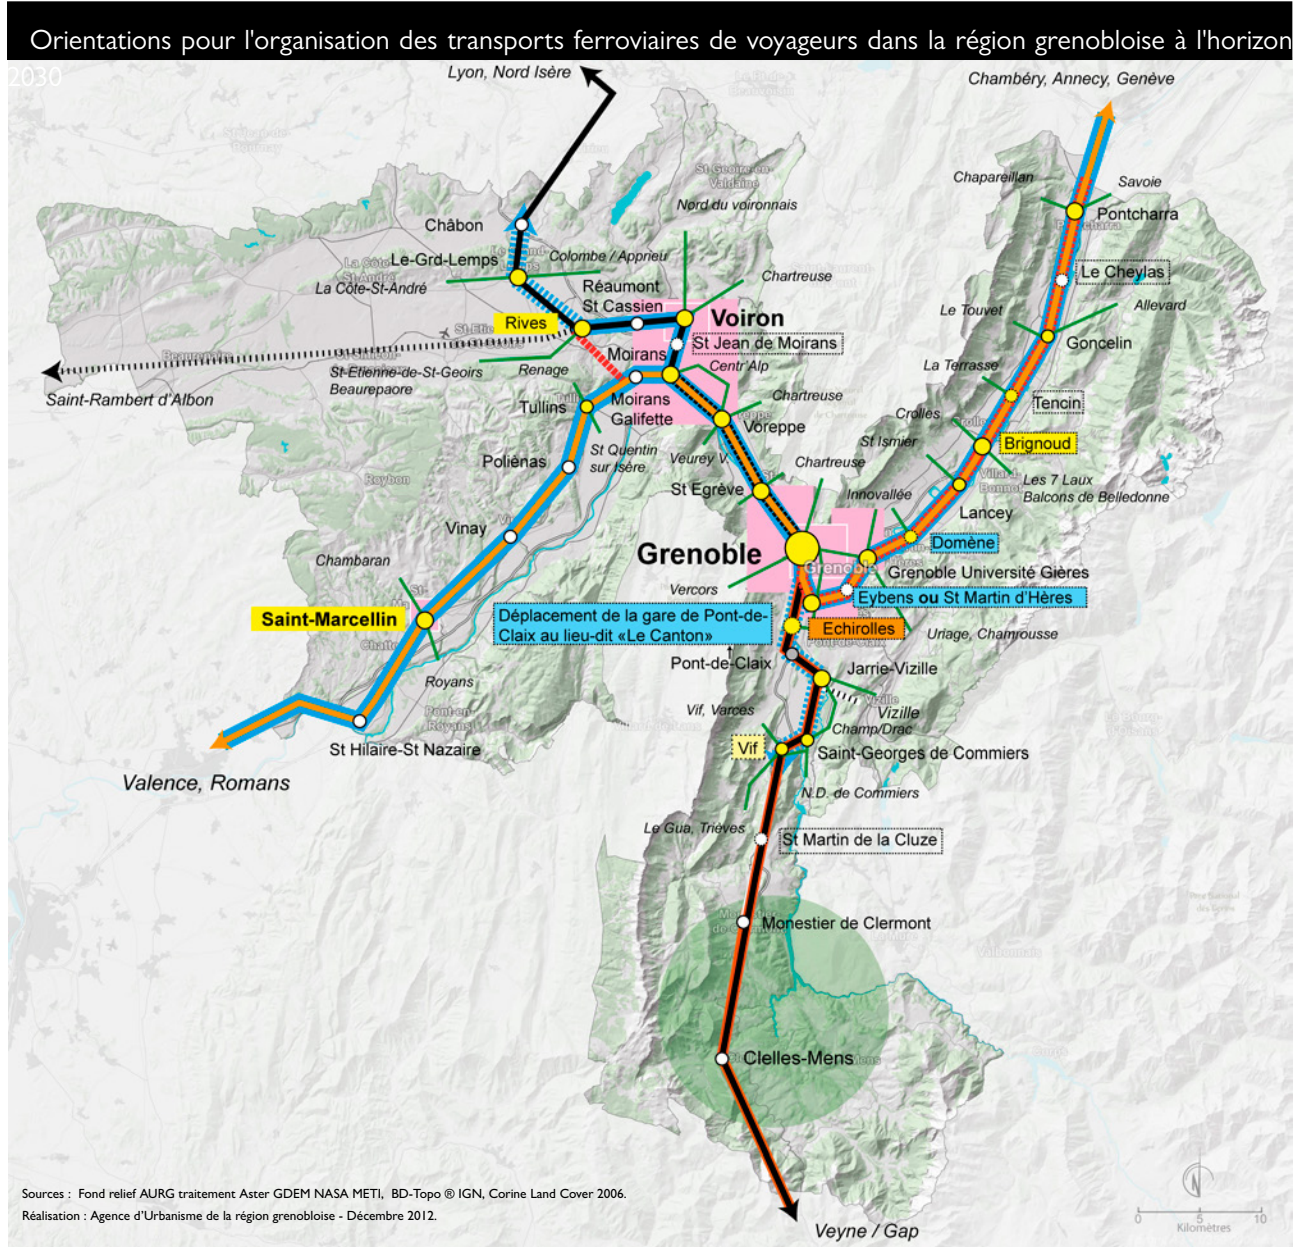 Orientations pour l'organisation des transports ferroviaires de voyageurs dans la région grenobloise à l'horizon
2030
Lyon, Nord Isère
Chambéry, Annecy, Genève
Chapareillan
Savoie
St Geoire-en-
Valdaine
Nord du voironnais
Pontcharra
Châbon
Le-Grd-Lemps
Colombe / Apprieu
Le Cheylas
La Côte-St-André
Réaumont
St Cassien
Chartreuse
Allevard
Le Touvet
Rives
Voiron
Goncelin
St Jean de Moirans
Moirans
Centr'Alp
La Terrasse
St-Etienne-de-St-Geoirs
Beaurepaore
Renage
Saint-Rambert d'Albon
Moirans
Galifette
Chartreuse
Tencin
Tullins
Voreppe
Crolles
Brignoud
St Ismier
St Quentin
sur Isère
Veurey V.
Chartreuse
Poliènas
Roybon
St Egrève
Innovallée
Les 7 Laux
Balcons de Belledonne
Lancey
Vinay
Domène
Grenoble
Grenoble
Grenoble Université Gières
Chambaran
Vercors
Eybens ou St Martin d'Hères
Saint-Marcellin
Déplacement de la gare de Pont-de-
Claix au lieu-dit «Le Canton»
Echirolles
Uriage, Chamrousse
Pont-de-Claix
Jarrie-Vizille
Royans
Vizille
Vizille
Vif, Varces
Champ/Drac
St Hilaire-St Nazaire
Vif
Saint-Georges de Commiers
Valence, Romans
N.D. de Commiers
Le Gua, Trièves
St Martin de la Cluze
Monestier de Clermont
Clelles-Mens
Sources : Fond relief AURG traitement Aster GDEM NASA METI, BD-Topo ® IGN, Corine Land Cover 2006.
Réalisation : Agence d'Urbanisme de la région grenobloise - Décembre 2012.
0 5 10
Kilomètres
Veyne / Gap